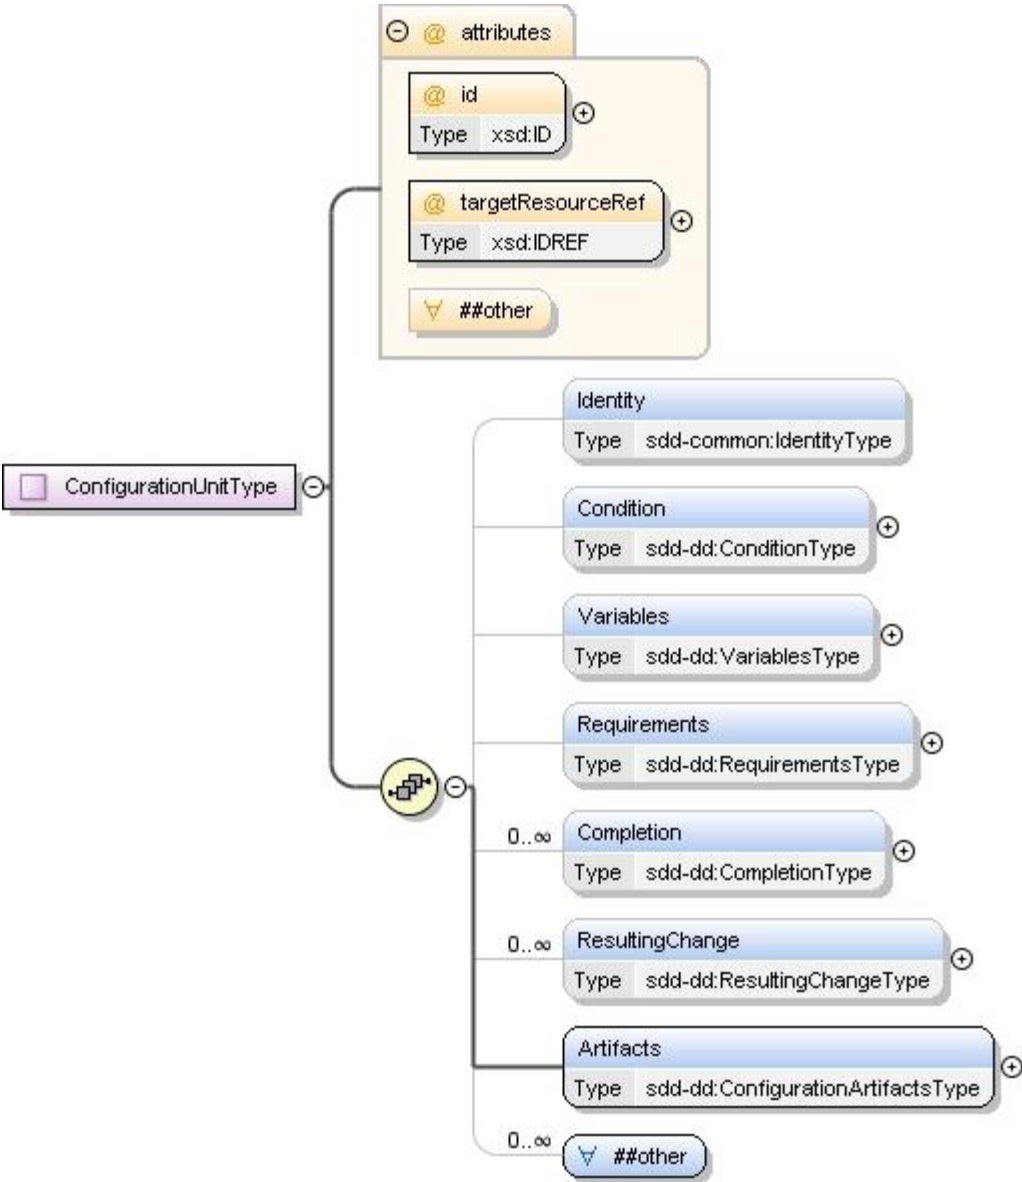 @ attributes
@ id
Type xsd:ID
@ targetResourceRef
Type xsd:IDREF
∀ ##other
ConfigurationUnitType
Identity
Type sdd-common:IdentityType
Condition
Type sdd-dd:ConditionType
Variables
Type sdd-dd:VariablesType
Requirements
Type sdd-dd:RequirementsType
0..∞ Completion
Type sdd-dd:CompletionType
0..∞ ResultingChange
Type sdd-dd:ResultingChangeType
Artifacts
Type sdd-dd:ConfigurationArtifactsType
0..∞ ∀ ##other